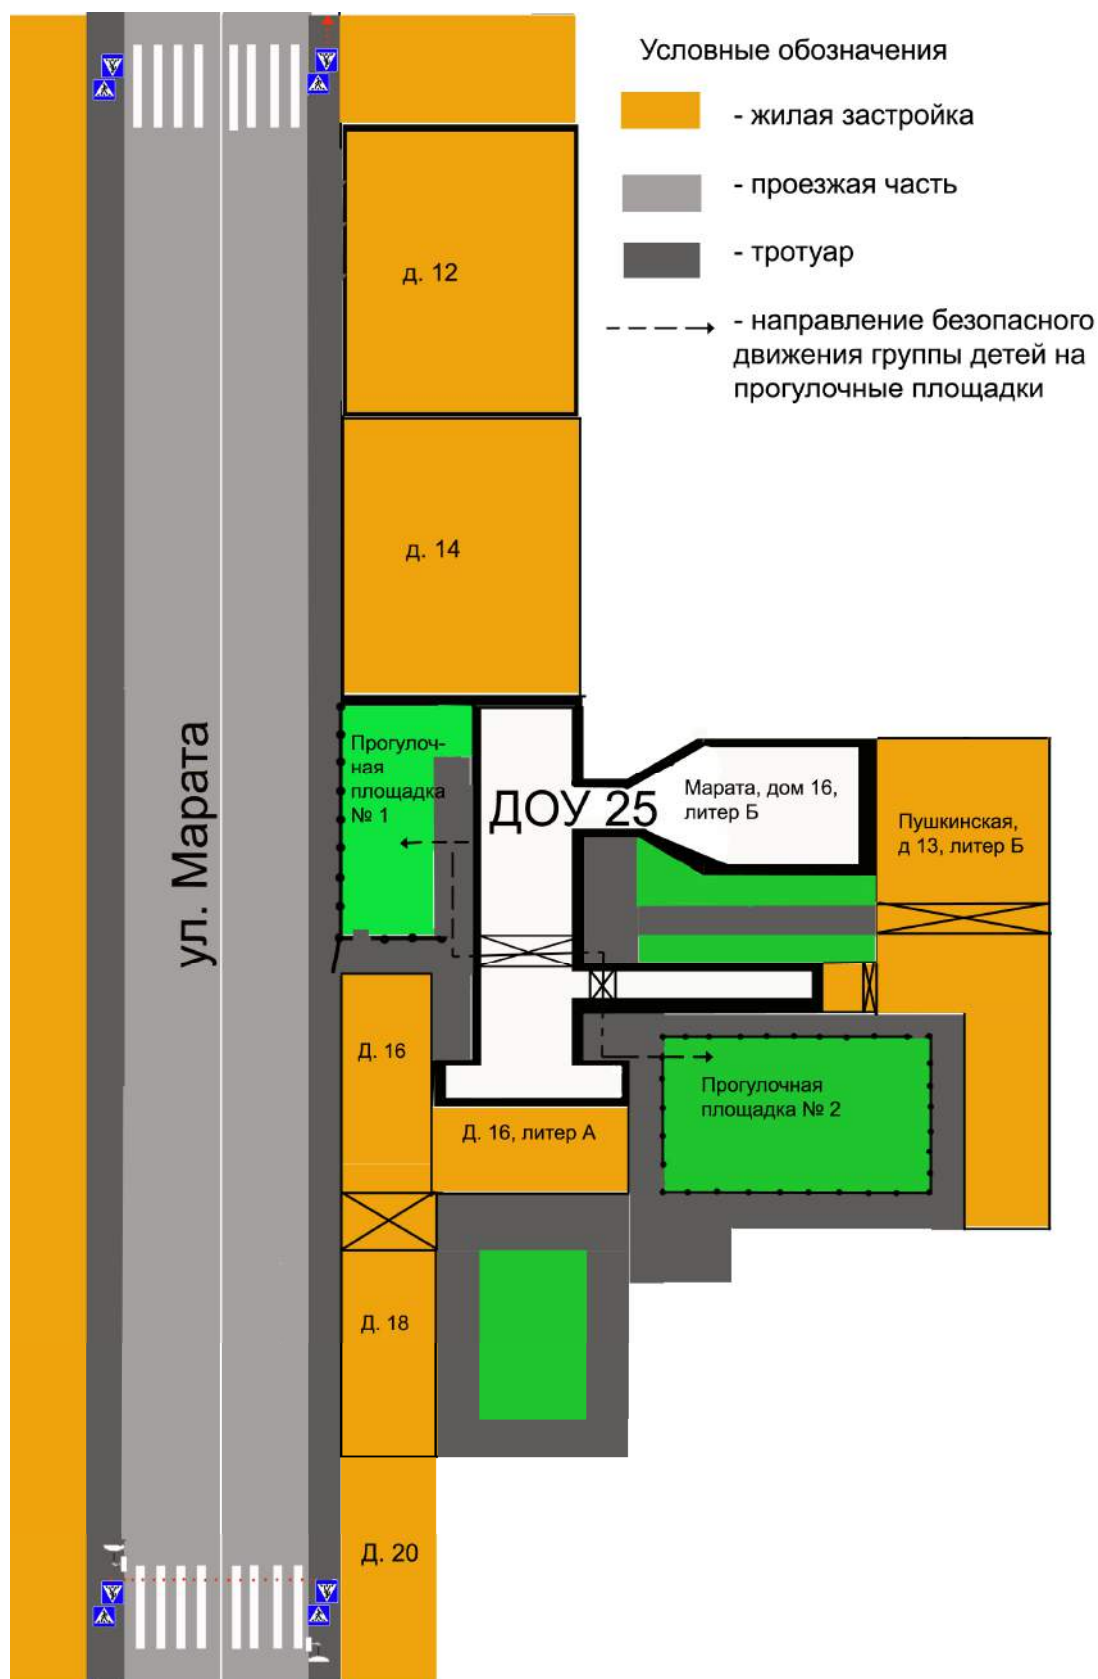 Условные обозначения
- жилая застройка
- проезжая часть
- тротуар
- направление безопасного
движения группы детей на
прогулочные площадки
д. 12
д. 14
ул. Марата
Прогулоч-
ная
площадка
№ 1
ДОУ 25
Марата, дом 16,
литер Б
Пушкинская,
д 13, литер Б
Д. 16
Прогулочная
площадка № 2
Д. 16, литер А
Д. 18
Д. 20